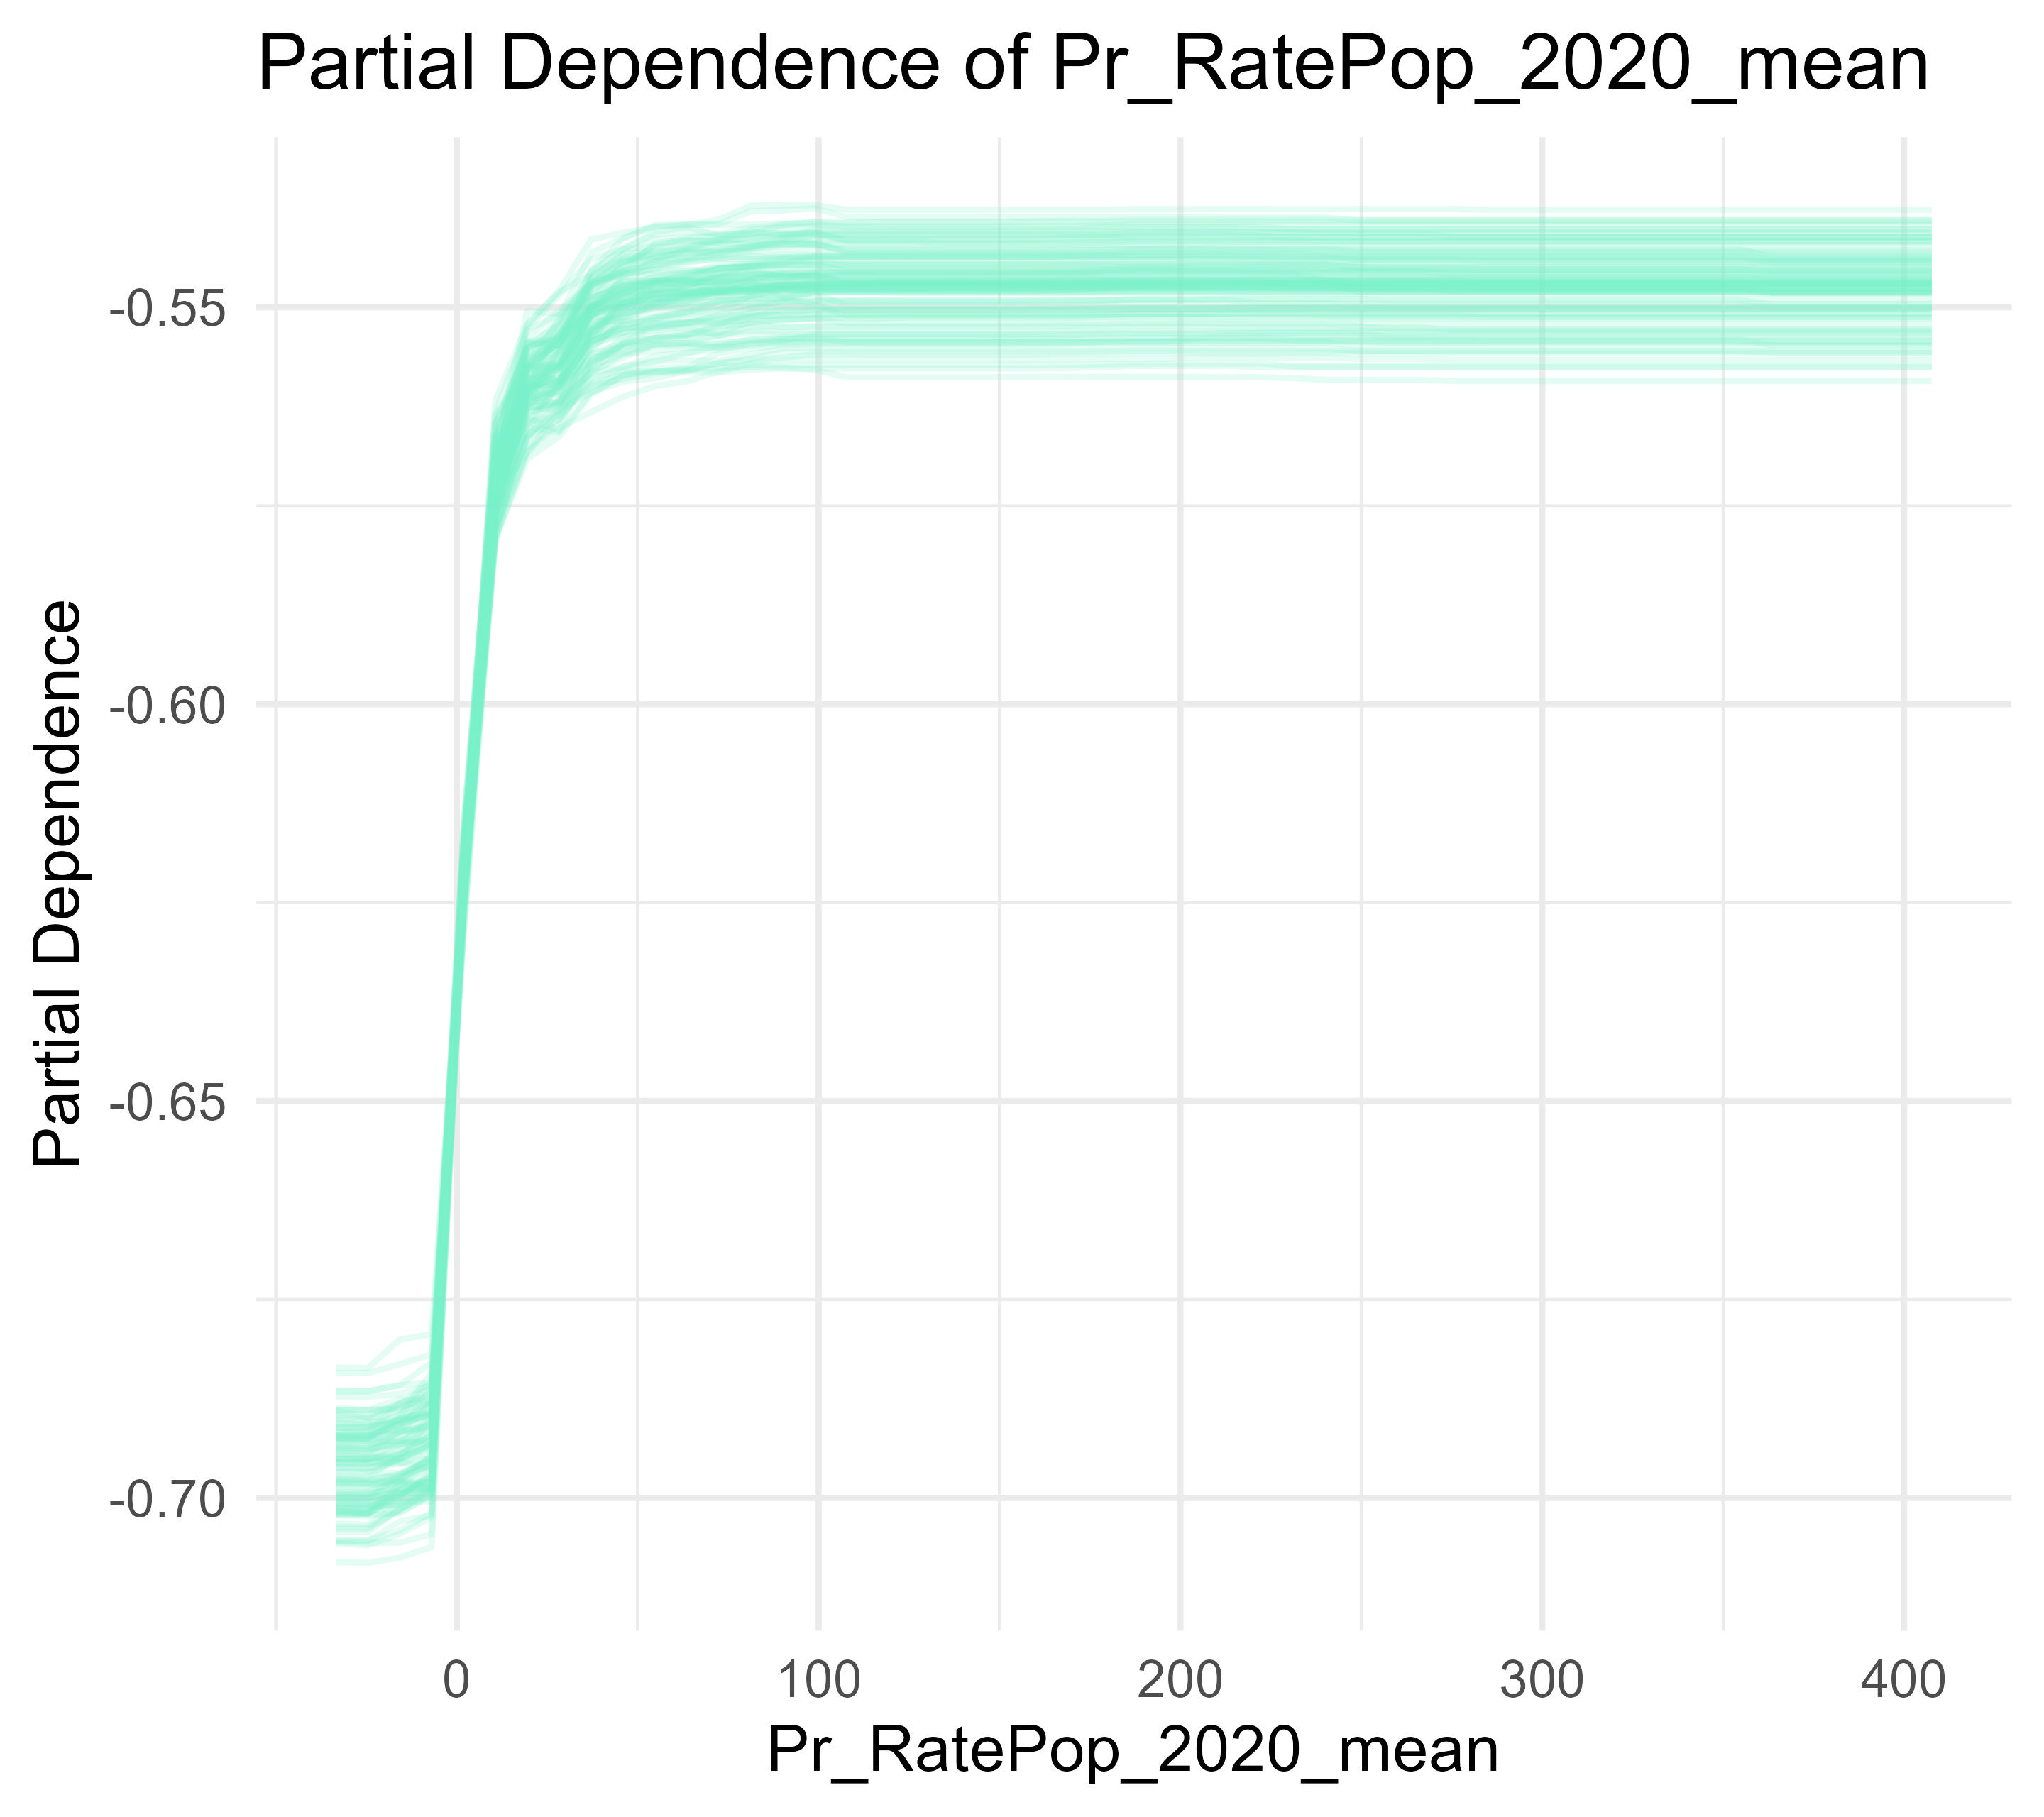 Partial Dependence of Pr_RatePop_2020_mean
Partial Dependence
-0.55
-0.60
-0.65
-0.70
0 100 200 300 400
Pr_RatePop_2020_mean